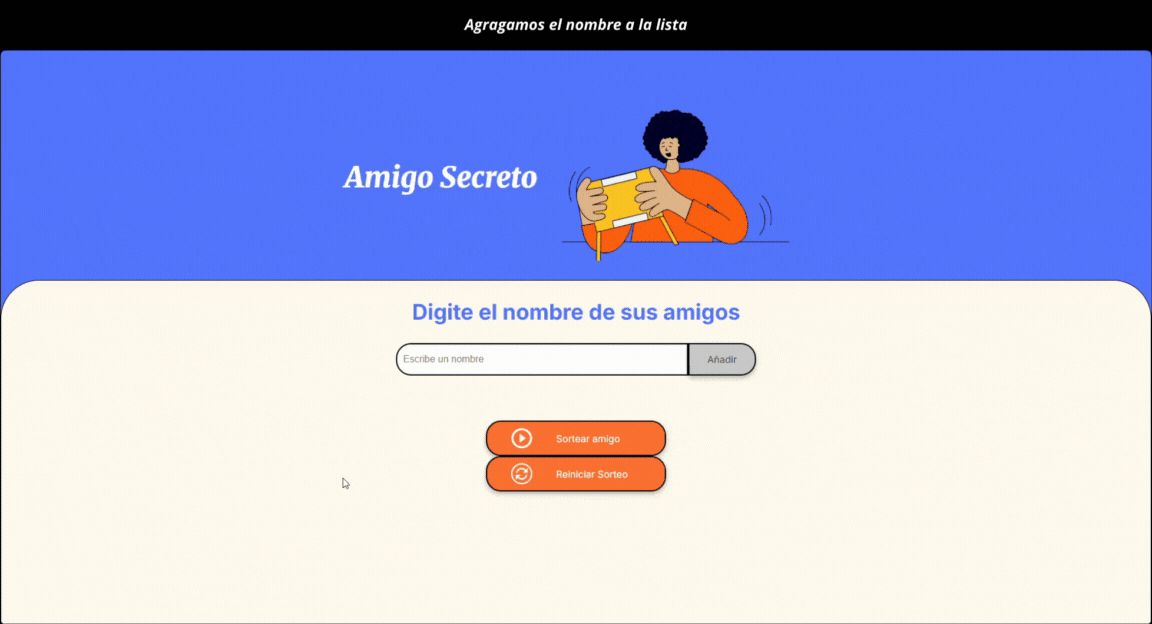 Agragamos el nombre a la lista
Amigo Secreto
Digite el nombre de sus amigos
Escribe un nombre
Añadir
Sortear amigo
Reiniciar Sorteo